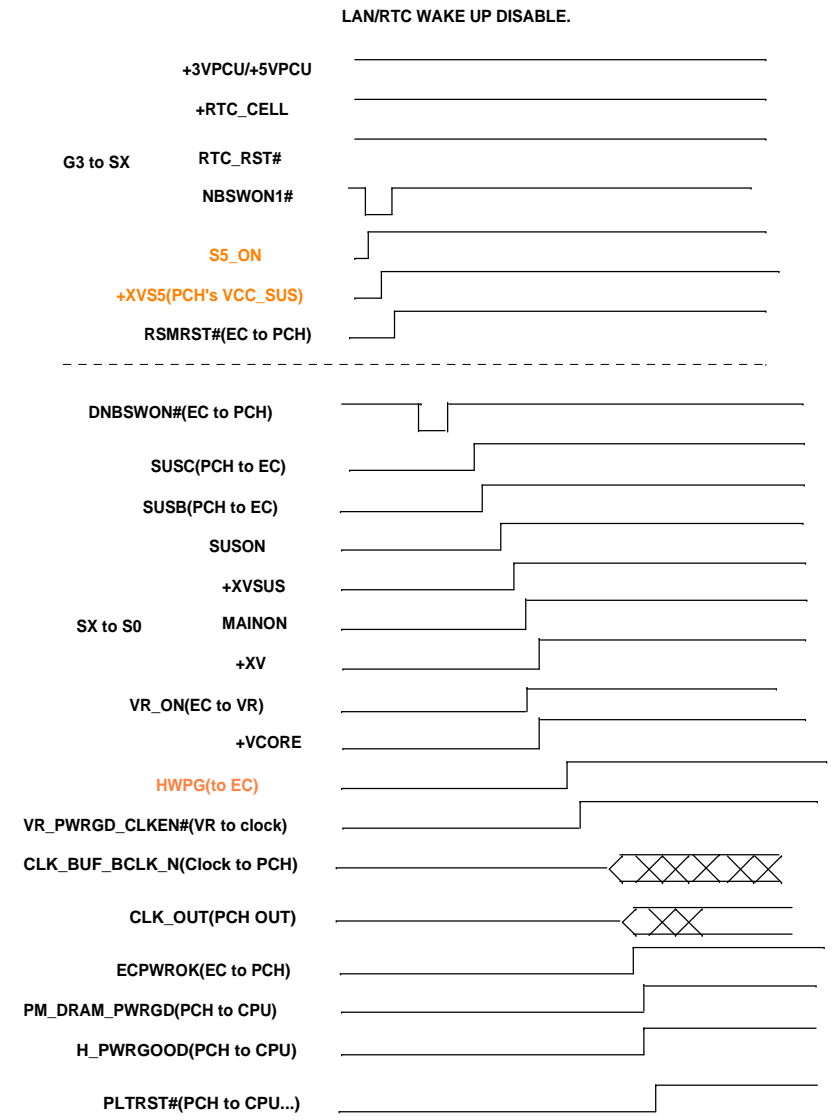 LAN/RTC WAKE UP DISABLE.
+3VPCU/+5VPCU
+RTC_CELL
G3 to SX
RTC_RST#
NBSWON1#
S5_ON
+XVS5(PCH's VCC_SUS)
RSMRST#(EC to PCH)
DNBSWON#(EC to PCH)
SUSC(PCH to EC)
SUSB(PCH to EC)
SUSON
+XVSUS
SX to S0
MAINON
+XV
VR_ON(EC to VR)
+VCORE
HWPG(to EC)
VR_PWRGD_CLKEN#(VR to clock)
CLK_BUF_BCLK_N(Clock to PCH)
CLK_OUT(PCH OUT)
ECPWROK(EC to PCH)
PM_DRAM_PWRGD(PCH to CPU)
H_PWRGOOD(PCH to CPU)
PLTRST#(PCH to CPU...)